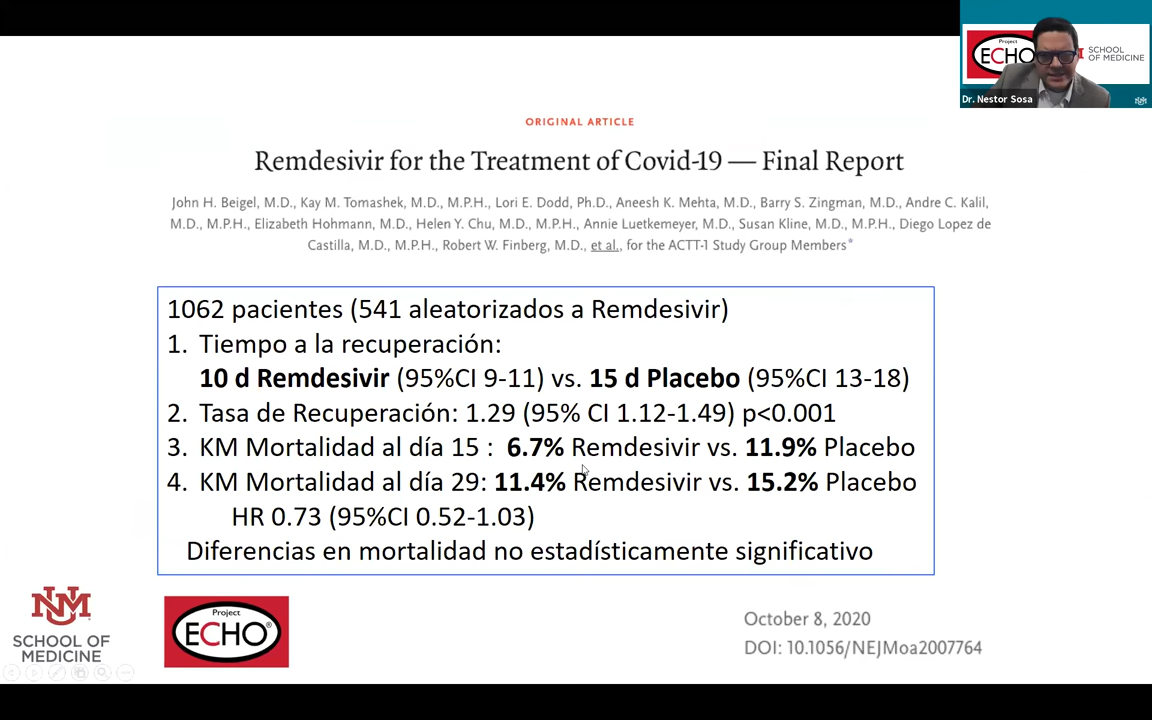 Project
ECHO
SCHOOL
OF MEDICINE
Dr. Nestor Sosa
ORIGINAL ARTICLE
Remdesivir for the Treatment of Covid-19 — Final Report
John H. Beigel, M.D., Kay M. Tomashek, M.D., M.P.H., Lori E. Dodd, Ph.D., Aneesh K. Mehta, M.D., Barry S. Zingman, M.D., Andre C. Kalil,
M.D., M.P.H., Elizabeth Hohmann, M.D., Helen Y. Chu, M.D., M.P.H., Annie Luetkemeyer, M.D., Susan Kline, M.D., M.P.H., Diego Lopez de
Castilla, M.D., M.P.H., Robert W. Finberg, M.D., et al., for the ACTT-1 Study Group Members*
1062 pacientes (541 aleatorizados a Remdesivir)
1. Tiempo a la recuperación:
10 d Remdesivir (95%CI 9-11) vs. 15 d Placebo (95%CI 13-18)
2. Tasa de Recuperación: 1.29 (95% CI 1.12-1.49) p<0.001
3. KM Mortalidad al día 15 : 6.7% Remdesivir vs. 11.9% Placebo
4. KM Mortalidad al día 29: 11.4% Remdesivir vs. 15.2% Placebo
HR 0.73 (95%CI 0.52-1.03)
Diferencias en mortalidad no estadísticamente significativo
UNM
SCHOOL OF
MEDICINE
Project
ECHO®
October 8, 2020
DOI: 10.1056/NEJMoa2007764